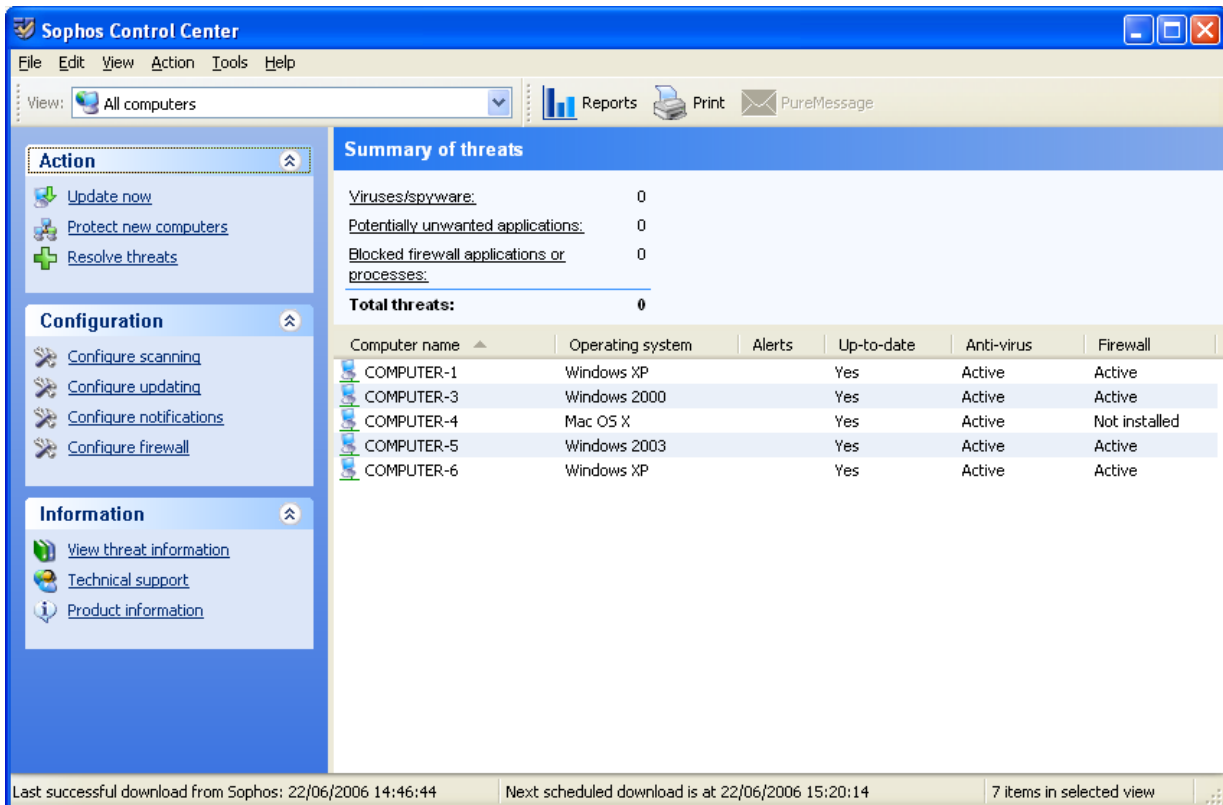 Sophos Control Center
File Edit View Action Tools Help
View: All computers Reports Print PureMessage
Action
Update now
Protect new computers
Resolve threats
Configuration
Configure scanning
Configure updating
Configure notifications
Configure firewall
Information
View threat information
Technical support
Product information
Summary of threats
Viruses/spyware: 0
Potentially unwanted applications: 0
Blocked firewall applications or 0
processes:
Total threats: 0
Computer name Operating system Alerts Up-to-date Anti-virus Firewall
COMPUTER-1 Windows XP Yes Active Active
COMPUTER-3 Windows 2000 Yes Active Active
COMPUTER-4 Mac OS X Yes Active Not installed
COMPUTER-5 Windows 2003 Yes Active Active
COMPUTER-6 Windows XP Yes Active Active
Last successful download from Sophos: 22/06/2006 14:46:44 Next scheduled download is at 22/06/2006 15:20:14 7 items in selected view